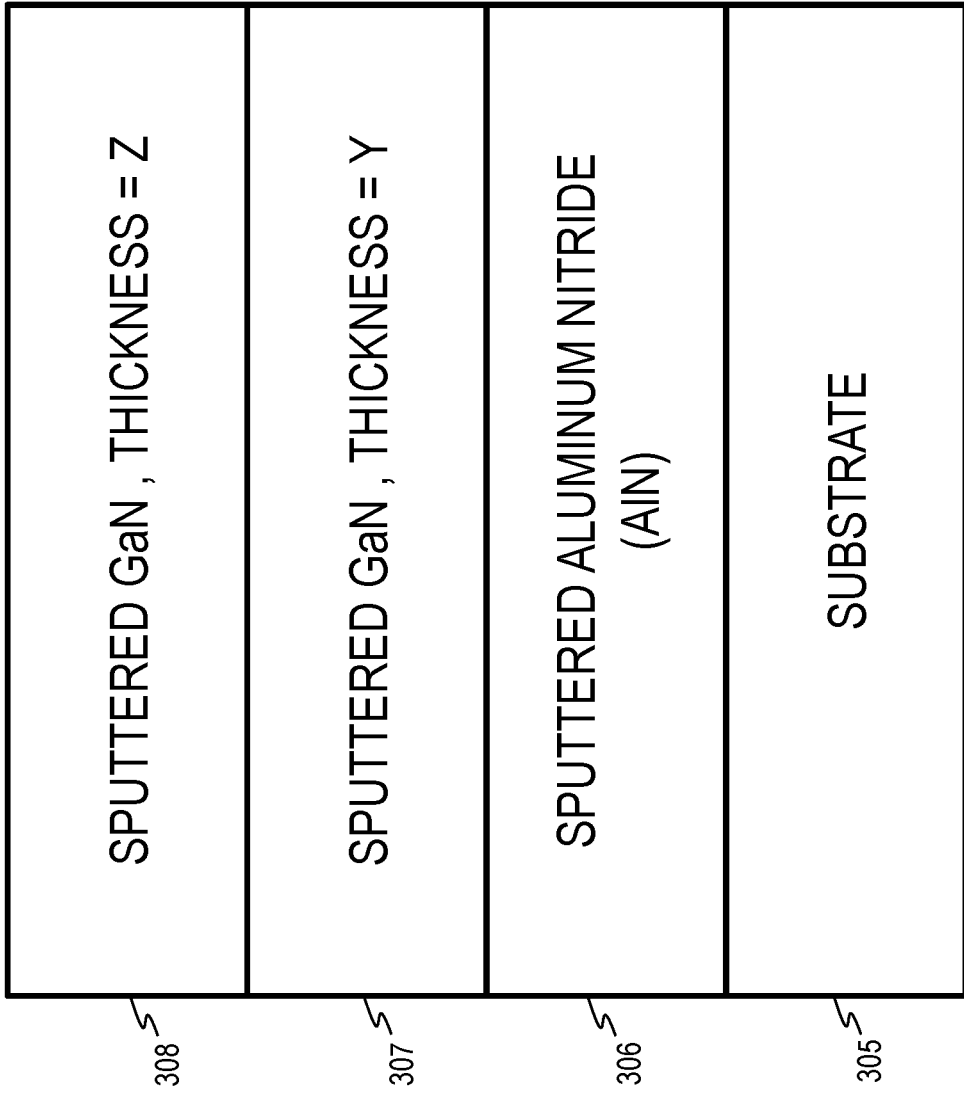 308
SPUTTERED GaN , THICKNESS = Z
307
SPUTTERED GaN , THICKNESS = Y
306
SPUTTERED ALUMINUM NITRIDE
(AlN)
305
SUBSTRATE